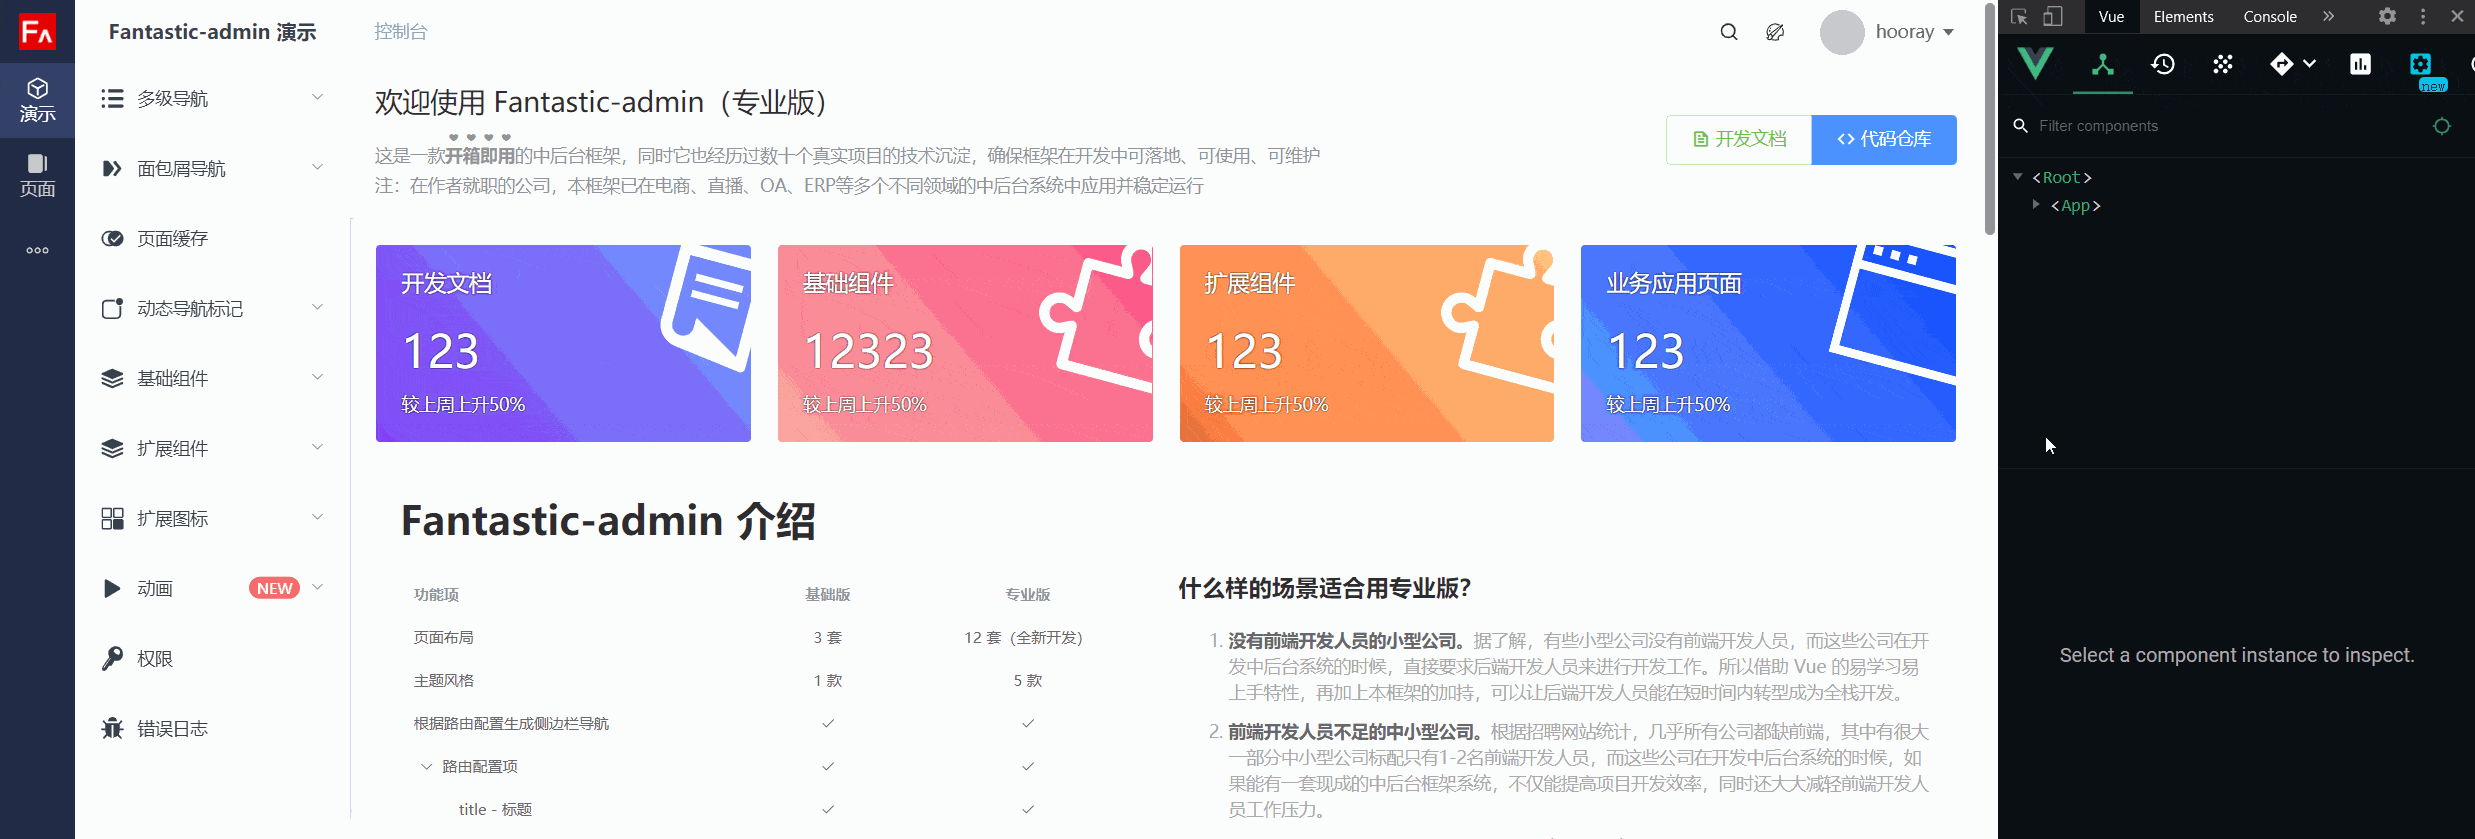 FA
演示
页面
Fantastic-admin 演示
多级导航
面包屑导航
页面缓存
动态导航标记
基础组件
扩展组件
扩展图标
动画 NEW
权限
错误日志
控制台
hooray
欢迎使用 Fantastic-admin（专业版）
这是一款开箱即用的中后台框架，同时它也经历过数十个真实项目的技术沉淀，确保框架在开发中可落地、可使用、可维护
注：在作者就职的公司，本框架已在电商、直播、OA、ERP等多个不同领域的中后台系统中应用并稳定运行
开发文档
代码仓库
开发文档
123
较上周上升50%
基础组件
12323
较上周上升50%
扩展组件
123
较上周上升50%
业务应用页面
123
较上周上升50%
Fantastic-admin 介绍
功能项 基础版 专业版
页面布局 3 套 12 套（全新开发）
主题风格 1 款 5 款
根据路由配置生成侧边栏导航 ✓ ✓
路由配置项 ✓ ✓
title - 标题 ✓ ✓
什么样的场景适合用专业版？
1. 没有前端开发人员的小型公司。据了解，有些小型公司没有前端开发人员，而这些公司在开
发中后台系统的时候，直接要求后端开发人员来进行开发工作。所以借助 Vue 的易学习易
上手特性，再加上本框架的加持，可以让后端开发人员能在短时间内转型成为全栈开发。
2. 前端开发人员不足的中小型公司。根据招聘网站统计，几乎所有公司都缺前端，其中有很大
一部分中小型公司标配只有1-2名前端开发人员，而这些公司在开发中后台系统的时候，如
果能有一套现成的中后台框架系统，不仅能提高项目开发效率，同时还大大减轻前端开发人
员工作压力。
Vue
Elements
Console
new
Filter components
<Root>
<App>
Select a component instance to inspect.